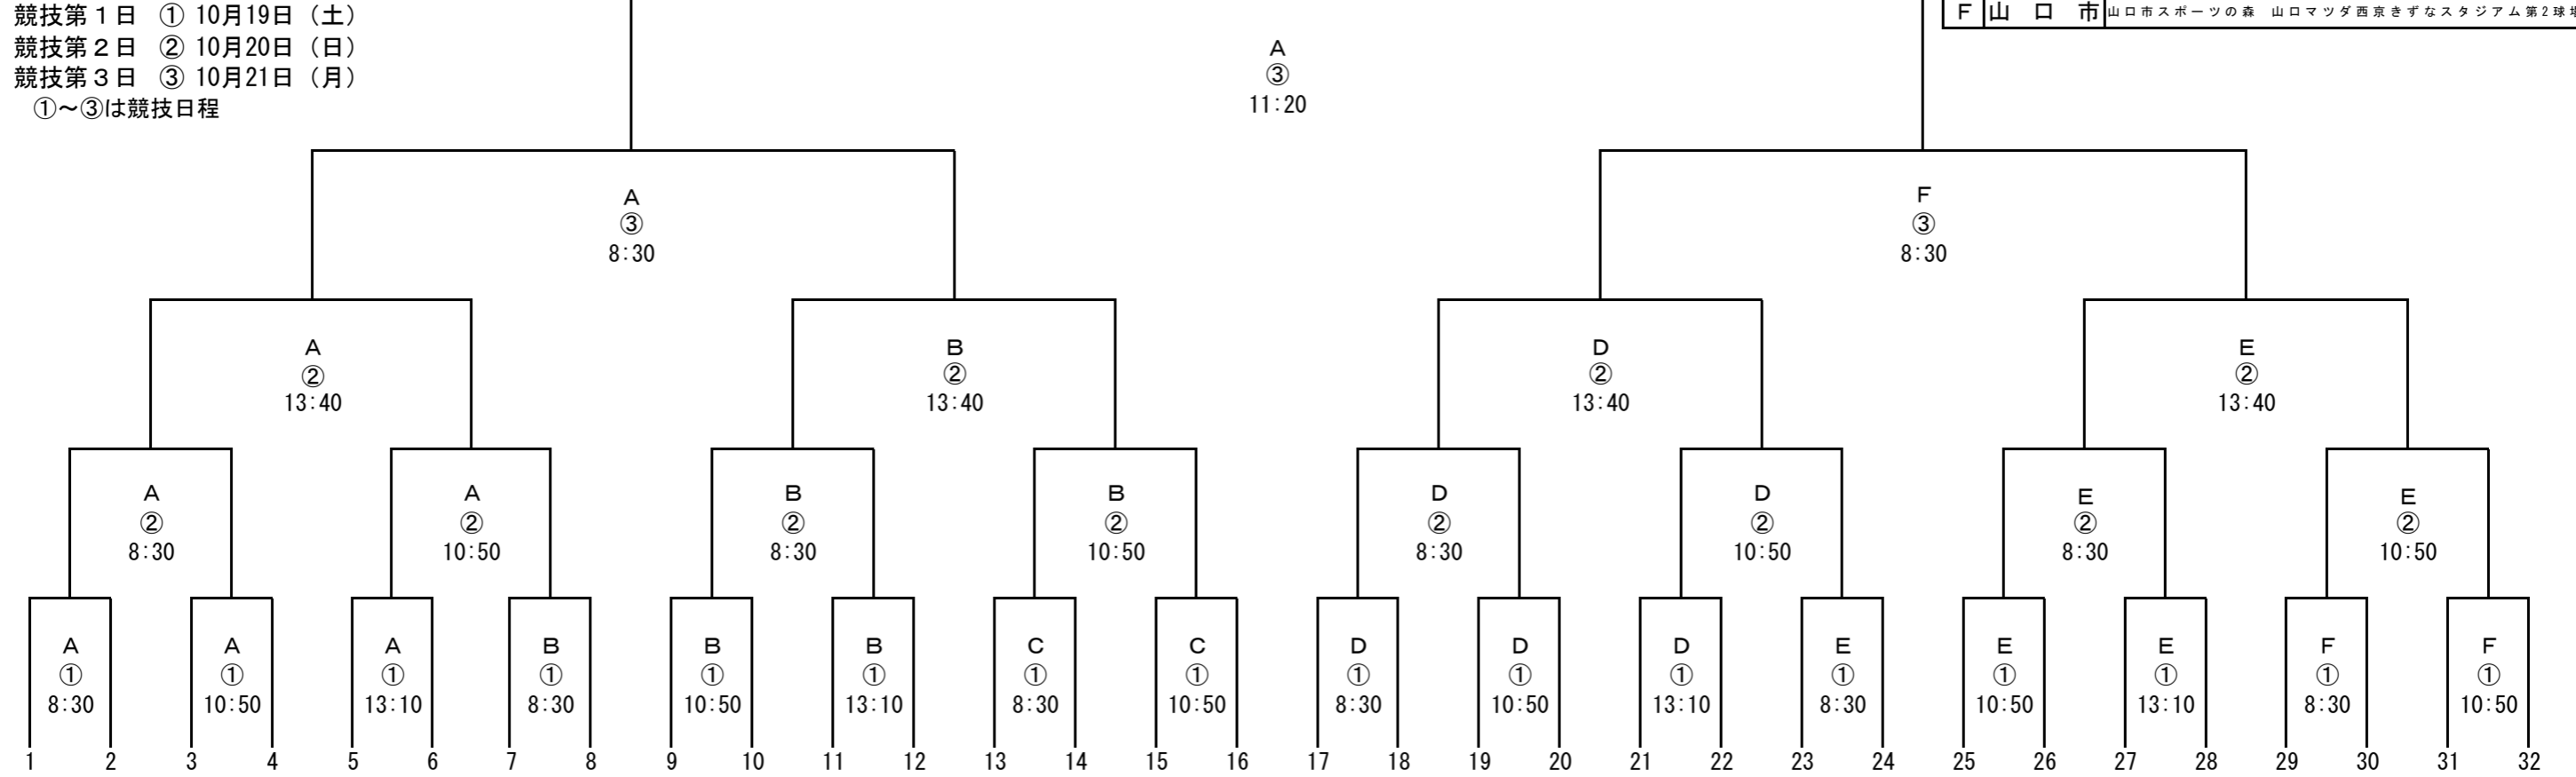 競技第１日　① 10月19日（土）
競技第２日　② 10月20日（日）
競技第３日　③ 10月21日（月）
①～③は競技日程
F 山　口　市 山口市スポーツの森　山口マツダ西京きずなスタジアム第2球場
A
③
11:20
A
③
8:30
F
③
8:30
A
②
13:40
B
②
13:40
D
②
13:40
E
②
13:40
A
②
8:30
A
②
10:50
B
②
8:30
B
②
10:50
D
②
8:30
D
②
10:50
E
②
8:30
E
②
10:50
A
①
8:30
A
①
10:50
A
①
13:10
B
①
8:30
B
①
10:50
B
①
13:10
C
①
8:30
C
①
10:50
D
①
8:30
D
①
10:50
D
①
13:10
E
①
8:30
E
①
10:50
E
①
13:10
F
①
8:30
F
①
10:50
1 2 3 4 5 6 7 8 9 10 11 12 13 14 15 16 17 18 19 20 21 22 23 24 25 26 27 28 29 30 31 32